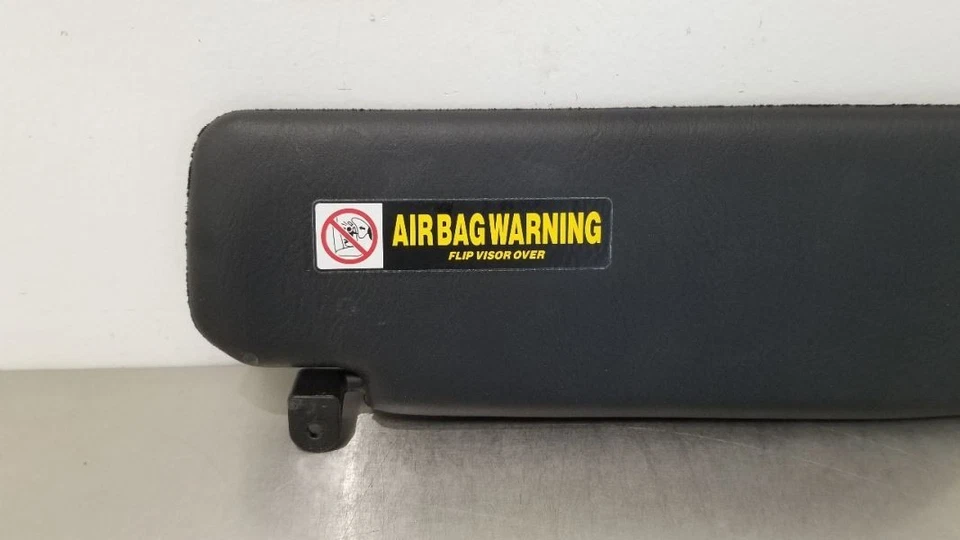 AIR BAG WARNING
FLIP VISOR OVER